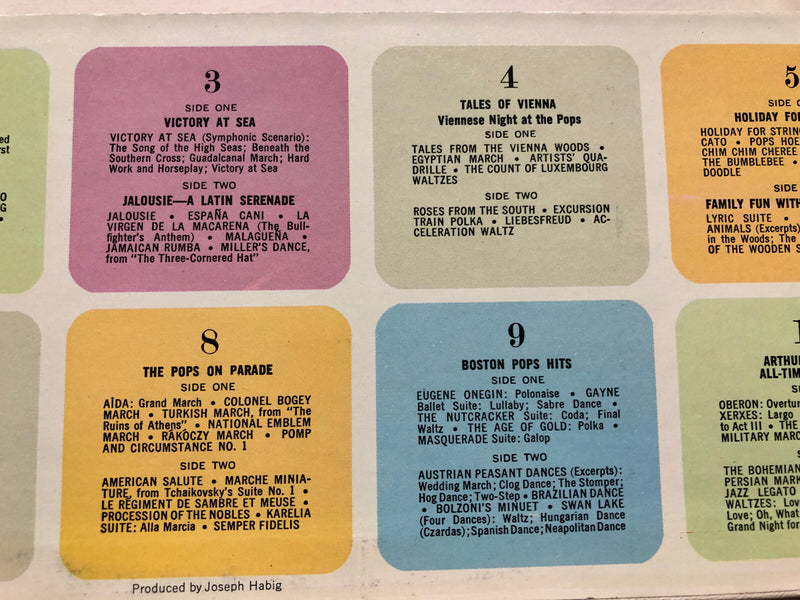 ed
rst
O
G
•
3
SIDE ONE
VICTORY AT SEA
VICTORY AT SEA (Symphonic Scenario):
The Song of the High Seas; Beneath the
Southern Cross; Guadalcanal March; Hard
Work and Horseplay; Victory at Sea
SIDE TWO
JALOUSIE—A LATIN SERENADE
JALOUSIE • ESPAÑA CANI • LA
VIRGEN DE LA MACARENA (The Bull-
fighter's Anthem) • MALAGUEÑA •
JAMAICAN RUMBA • MILLER'S DANCE,
from "The Three-Cornered Hat"
4
TALES OF VIENNA
Viennese Night at the Pops
SIDE ONE
TALES FROM THE VIENNA WOODS •
EGYPTIAN MARCH • ARTISTS' QUA-
DRILLE • THE COUNT OF LUXEMBOURG
WALTZES
SIDE TWO
ROSES FROM THE SOUTH • EXCURSION
TRAIN POLKA • LIEBESFREUD • AC-
CELERATION WALTZ
5
SIDE O
HOLIDAY FO
HOLIDAY FOR STRING
CATO • POPS HOE
CHIM CHIM CHEREE
THE BUMBLEBEE •
DOODLE
SIDE
FAMILY FUN WITH
LYRIC SUITE •
ANIMALS (Excerpts)
in the Woods; The
OF THE WOODEN S
8
THE POPS ON PARADE
SIDE ONE
AÏDA: Grand March • COLONEL BOGEY
MARCH • TURKISH MARCH, from "The
Ruins of Athens" • NATIONAL EMBLEM
MARCH • RÁKÓCZY MARCH • POMP
AND CIRCUMSTANCE NO. 1
SIDE TWO
AMERICAN SALUTE • MARCHE MINIA-
TURE, from Tchaikovsky's Suite No. 1 •
LE RÉGIMENT DE SAMBRE ET MEUSE •
PROCESSION OF THE NOBLES • KARELIA
SUITE: Alla Marcia • SEMPER FIDELIS
9
BOSTON POPS HITS
SIDE ONE
EUGENE ONEGIN: Polonaise • GAYNE
Ballet Suite: Lullaby; Sabre Dance •
THE NUTCRACKER SUITE: Coda; Final
Waltz • THE AGE OF GOLD: Polka •
MASQUERADE Suite: Galop
SIDE TWO
AUSTRIAN PEASANT DANCES (Excerpts):
Wedding March; Clog Dance; The Stomper;
Hog Dance; Two-Step • BRAZILIAN DANCE
• BOLZONI'S MINUET • SWAN LAKE
(Four Dances): Waltz; Hungarian Dance
(Czardas); Spanish Dance; Neapolitan Dance
1
ARTHU
ALL-TIM
SI
OBERON: Overtur
XERXES: Largo
to Act III • THE
MILITARY MARC
S
THE BOHEMIAN
PERSIAN MARK
JAZZ LEGATO
WALTZES: Lov
Love; Oh, What
Grand Night for
Produced by Joseph Habig